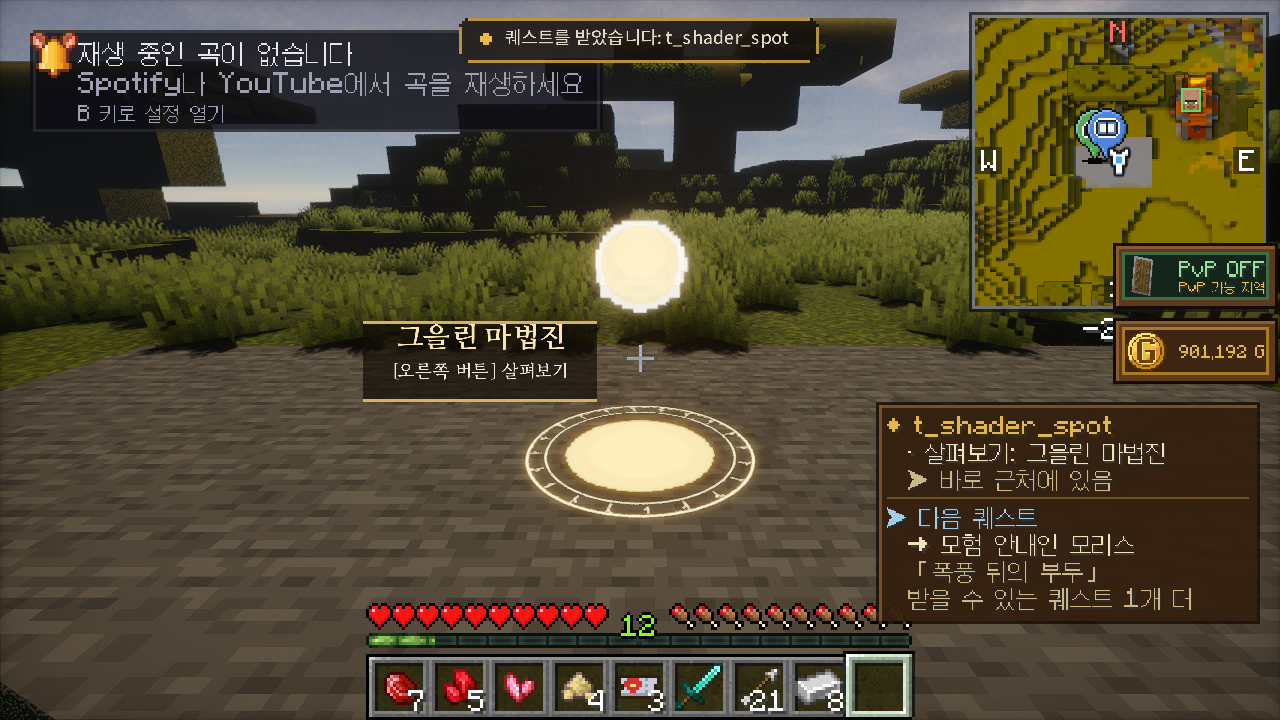 재생 중인 곡이 없습니다
Spotify나 YouTube에서 곡을 재생하세요
B 키로 설정 열기
퀘스트를 받았습니다: t_shader_spot
N
W
E
PvP OFF
PvP 가능 지역
901,192 G
그을린 마법진
[오른쪽 버튼] 살펴보기
t_shader_spot
· 살펴보기: 그을린 마법진
➤ 바로 근처에 있음
➤ 다음 퀘스트
→ 모험 안내인 모리스
「폭풍 뒤의 부두」
받을 수 있는 퀘스트 1개 더
12
7 5 4 3 21 8